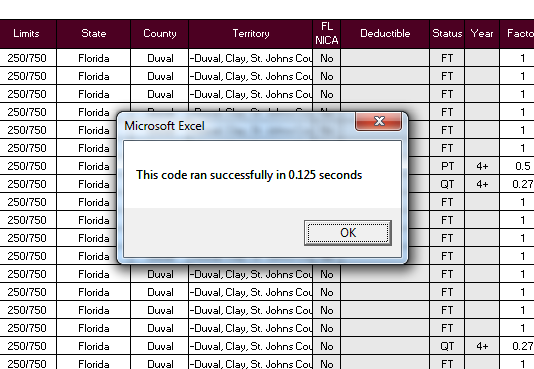 Limits State County Territory FL NICA Deductible Status Year Facto
250/750 Florida Duval -Duval, Clay, St. Johns Cou No FT 1
250/750 Florida Duval -Duval, Clay, St. Johns Cou No FT 1
250/750 Florida Duval -Duval, Clay, St. Johns Cou No FT 1
250/750 Florida FT 1
250/750 Florida FT 1
250/750 Florida FT 1
250/750 Florida PT 4+ 0.5
250/750 Florida QT 4+ 0.27
250/750 Florida FT 1
250/750 Florida FT 1
250/750 Florida FT 1
250/750 Florida FT 1
Microsoft Excel
This code ran successfully in 0.125 seconds
OK
250/750 Florida Duval -Duval, Clay, St. Johns Cou No FT 1
250/750 Florida Duval -Duval, Clay, St. Johns Cou No FT 1
250/750 Florida Duval -Duval, Clay, St. Johns Cou No FT 1
250/750 Florida Duval -Duval, Clay, St. Johns Cou No FT 1
250/750 Florida Duval -Duval, Clay, St. Johns Cou No QT 4+ 0.27
250/750 Florida Duval -Duval, Clay, St. Johns Cou No FT 1